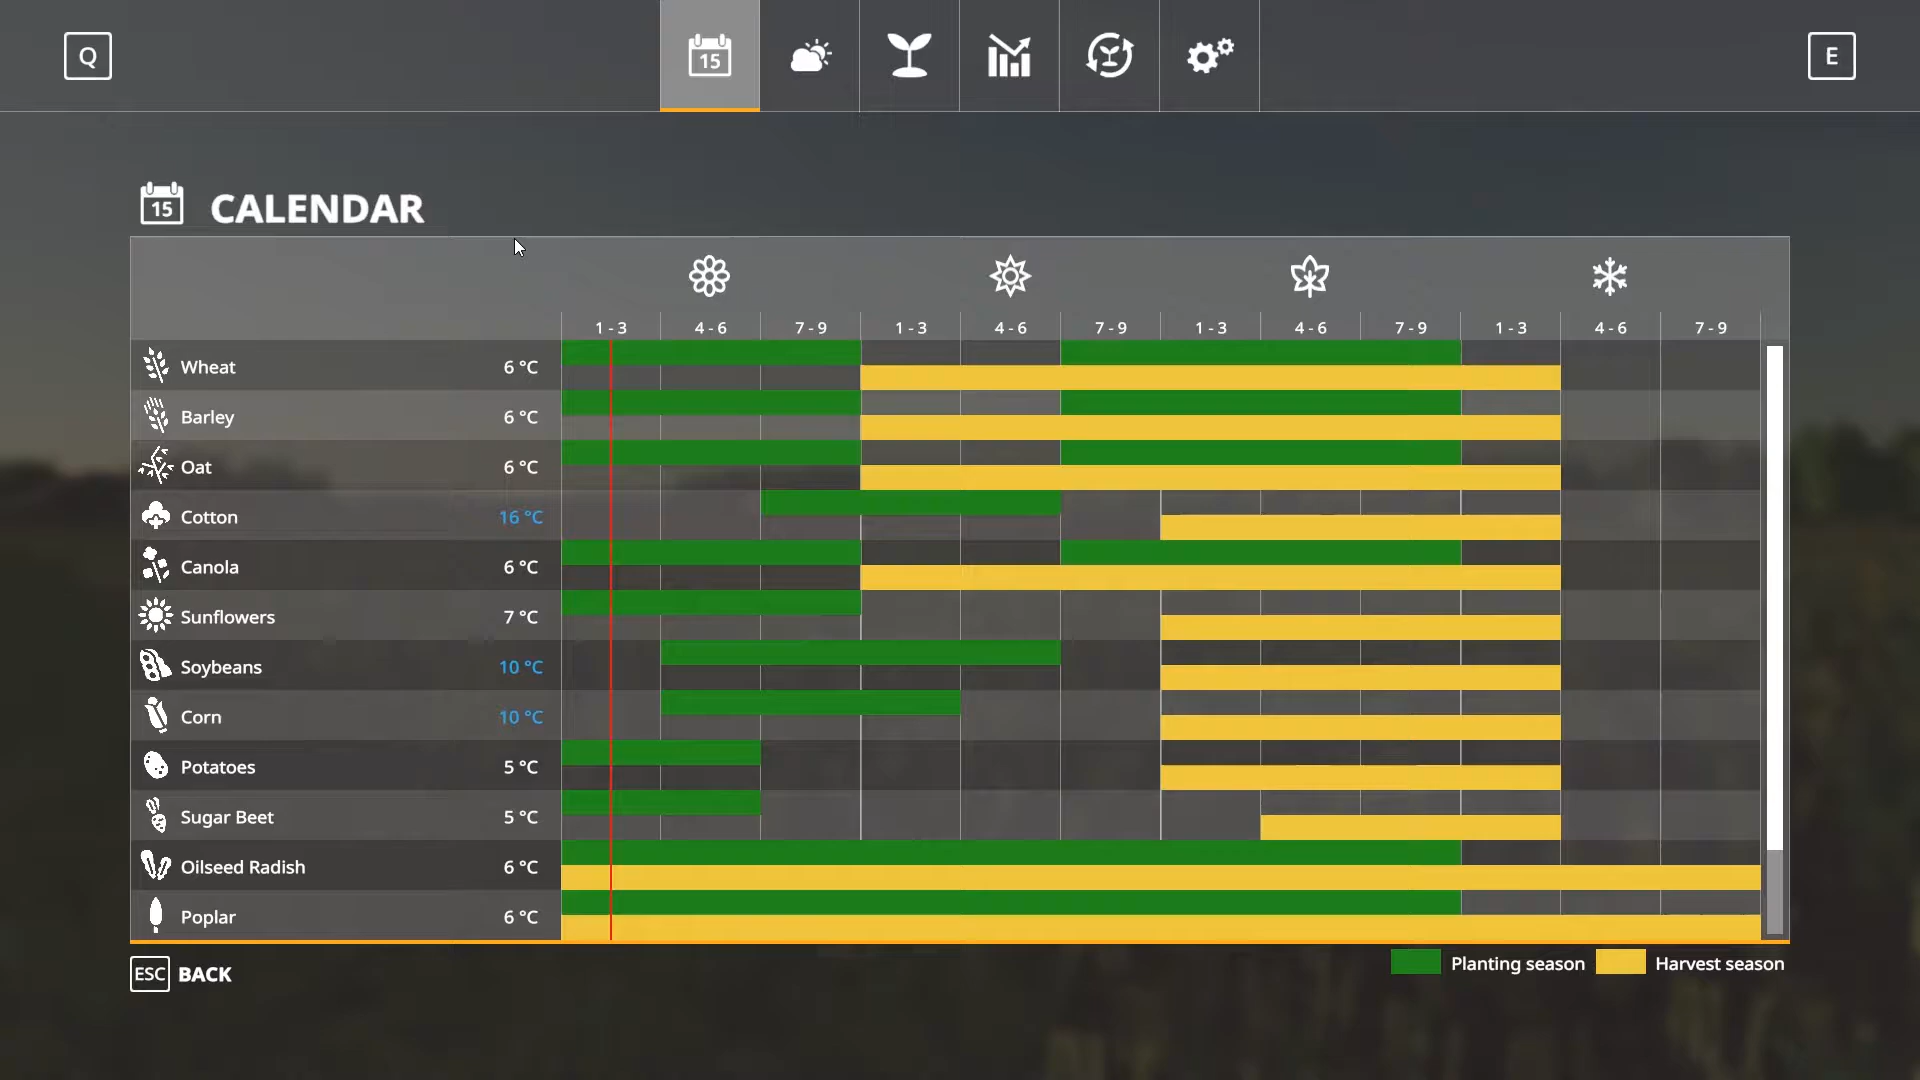 Q
15
E
15 CALENDAR
1 - 3 4 - 6 7 - 9 1 - 3 4 - 6 7 - 9 1 - 3 4 - 6 7 - 9 1 - 3 4 - 6 7 - 9
Wheat 6 °C
Barley 6 °C
Oat 6 °C
Cotton 16 °C
Canola 6 °C
Sunflowers 7 °C
Soybeans 10 °C
Corn 10 °C
Potatoes 5 °C
Sugar Beet 5 °C
Oilseed Radish 6 °C
Poplar 6 °C
ESC BACK
Planting season Harvest season